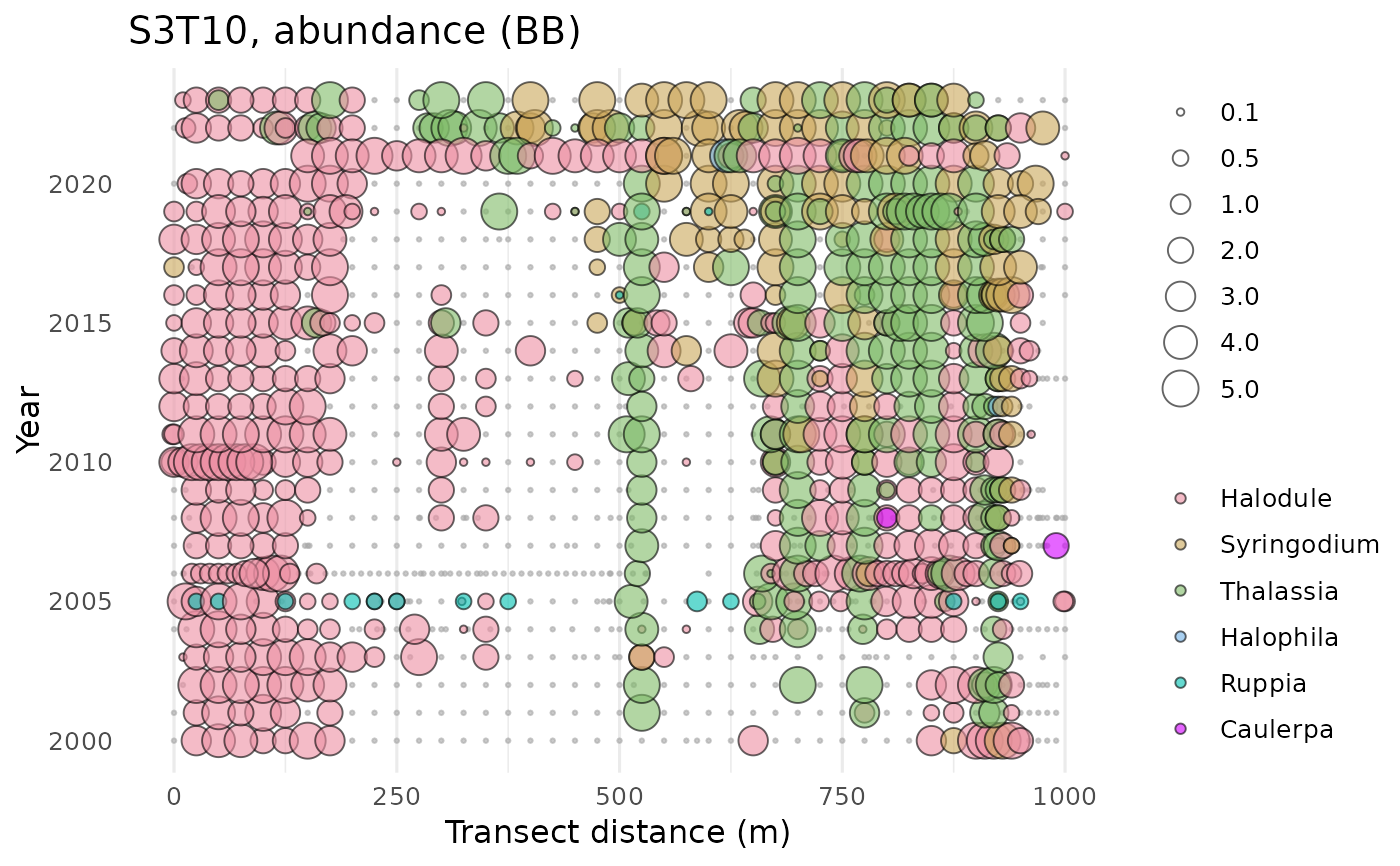 S3T10, abundance (BB)
2020
2015
2010
2005
2000
Year
0 250 500 750 1000
Transect distance (m)
0.1
0.5
1.0
2.0
3.0
4.0
5.0
Halodule
Syringodium
Thalassia
Halophila
Ruppia
Caulerpa